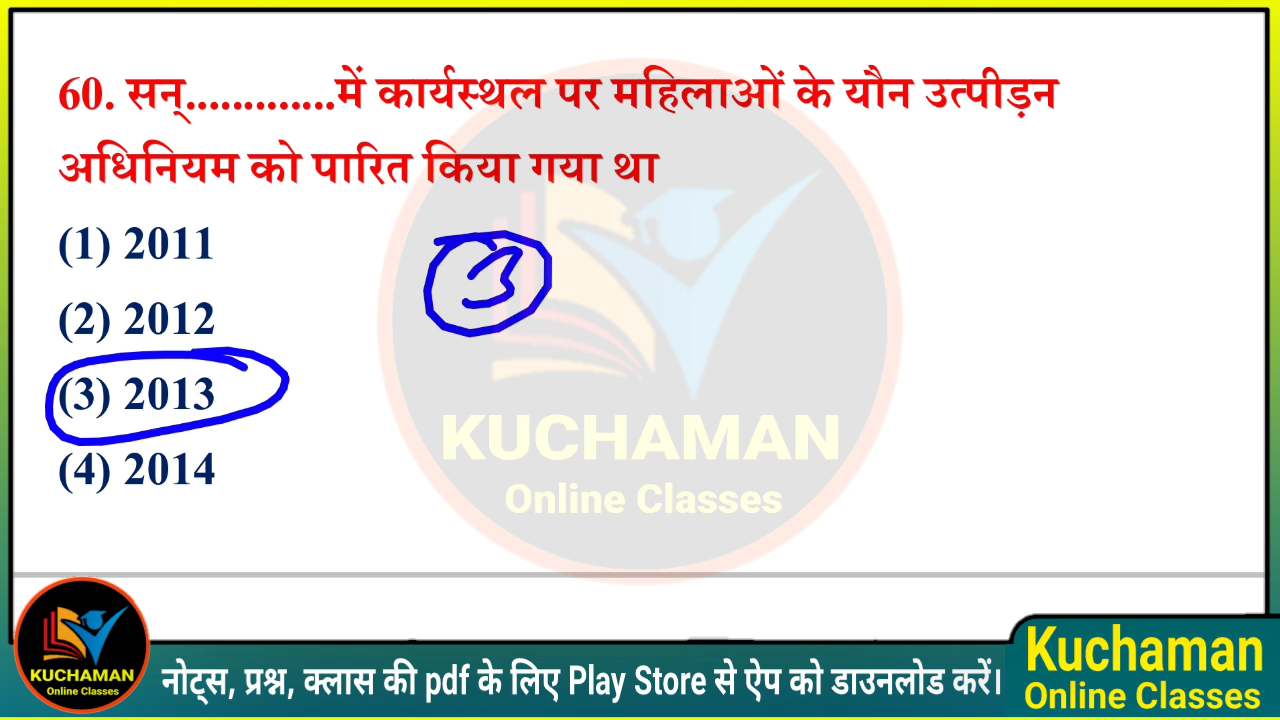 60. सन्.............में कार्यस्थल पर महिलाओं के यौन उत्पीड़न
अधिनियम को पारित किया गया था
(1) 2011
3
(2) 2012
(3) 2013
(4) 2014
KUCHAMAN
Online Classes
KUCHAMAN
Online Classes
नोट्स, प्रश्न, क्लास की pdf के लिए Play Store से ऐप को डाउनलोड करें।
Kuchaman
Online Classes